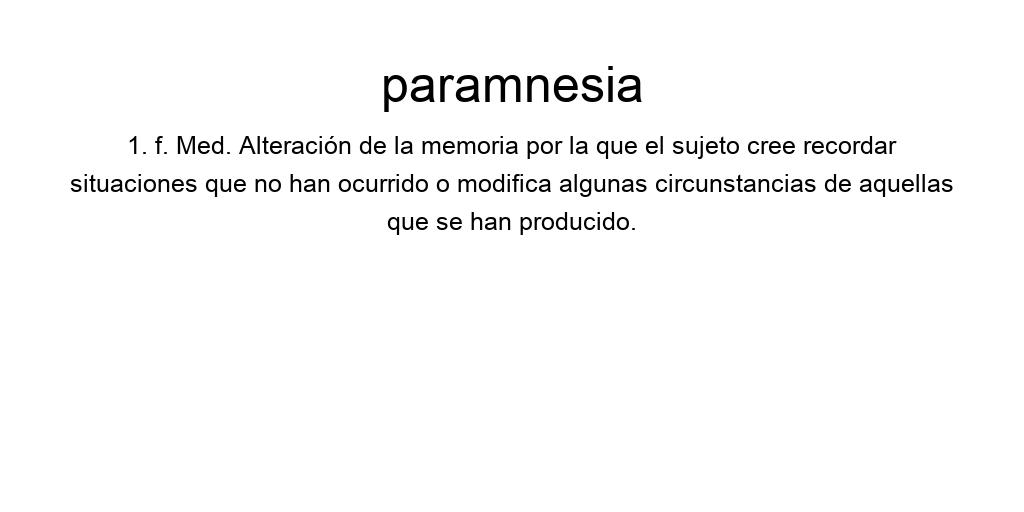 paramnesia
1. f. Med. Alteración de la memoria por la que el sujeto cree recordar
situaciones que no han ocurrido o modifica algunas circunstancias de aquellas
que se han producido.